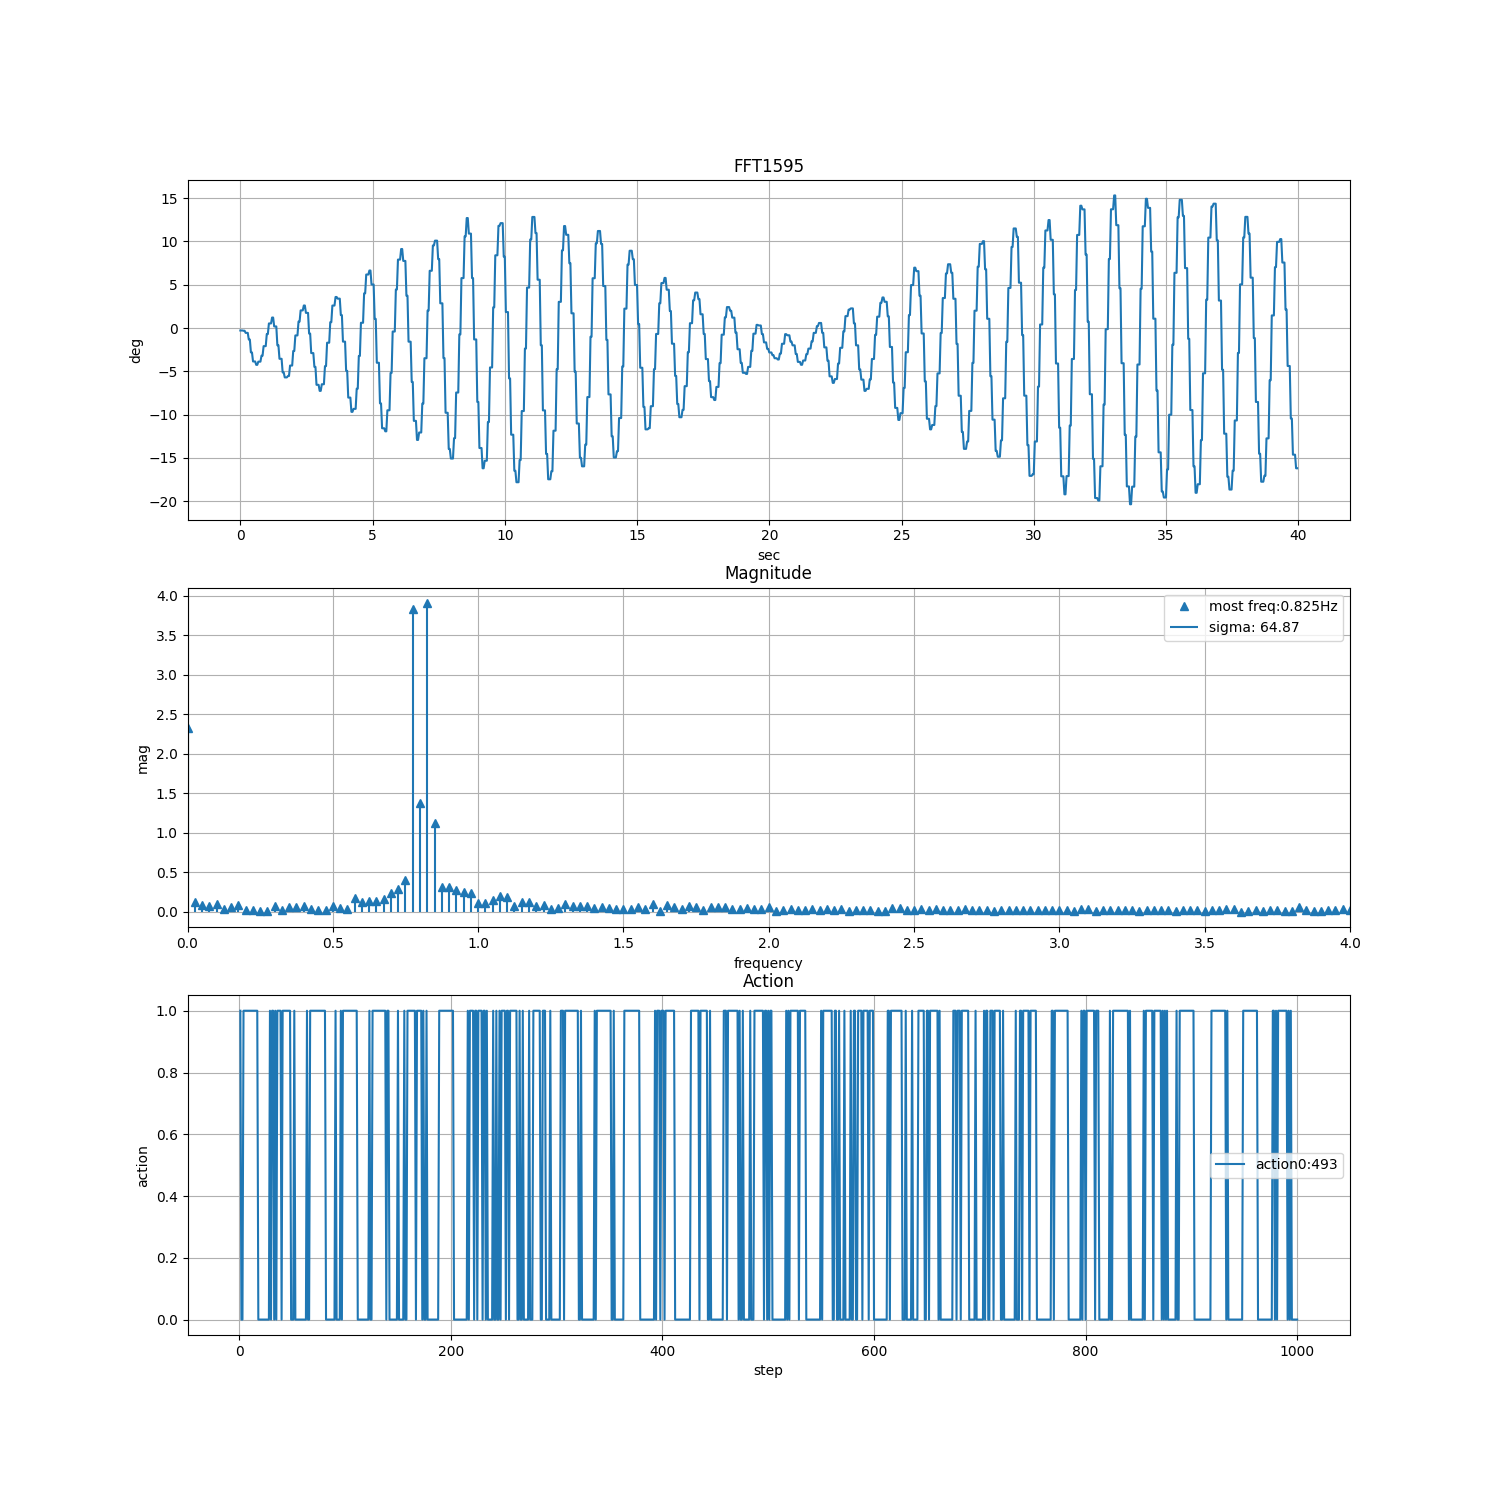 FFT1595
15
10
5
0
−5
−10
−15
−20
deg
0 5 10 15 20 25 30 35 40
sec
Magnitude
4.0
3.5
3.0
2.5
2.0
1.5
1.0
0.5
0.0
mag
most freq:0.825Hz
sigma: 64.87
0.0 0.5 1.0 1.5 2.0 2.5 3.0 3.5 4.0
frequency
Action
1.0
0.8
0.6
0.4
0.2
0.0
action
action0:493
0 200 400 600 800 1000
step